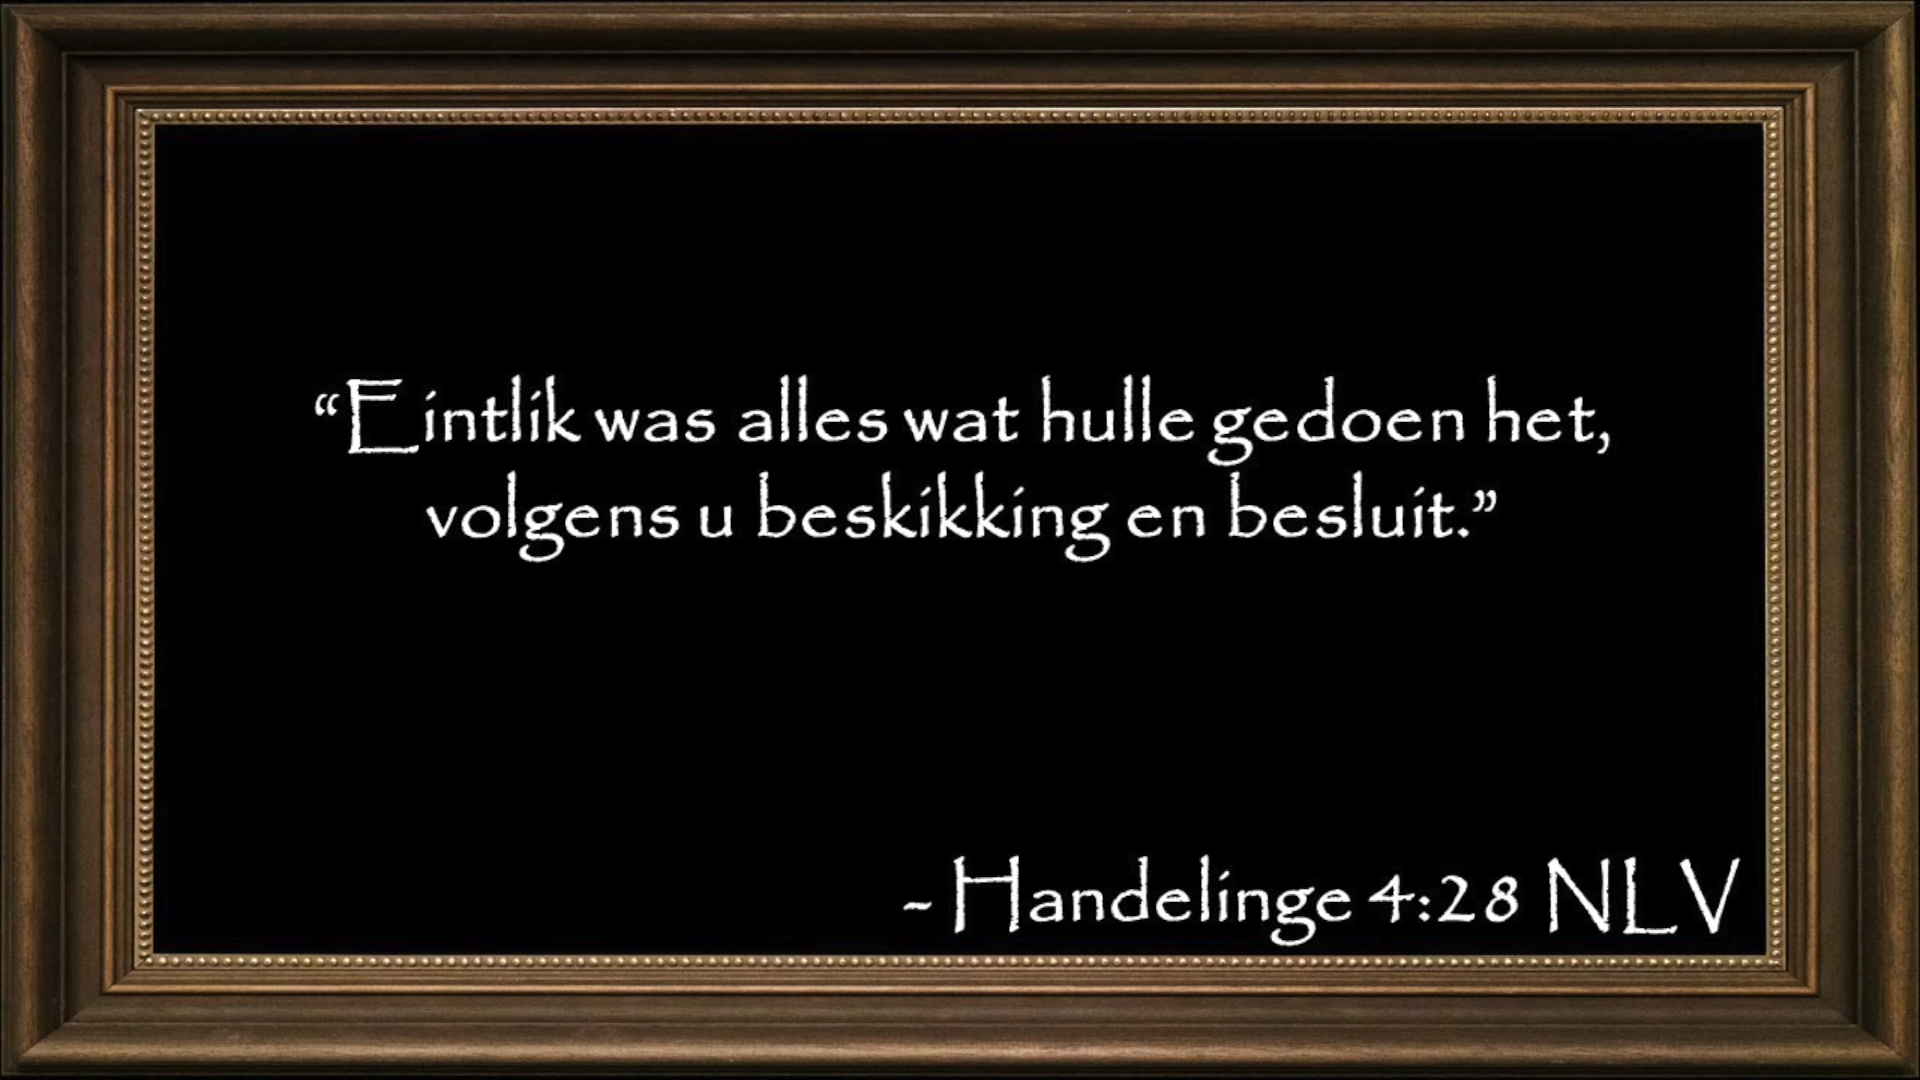 “Eintlik was alles wat hulle gedoen het,
volgens u beskikking en besluit.”
- Handelinge 4:28 NLV